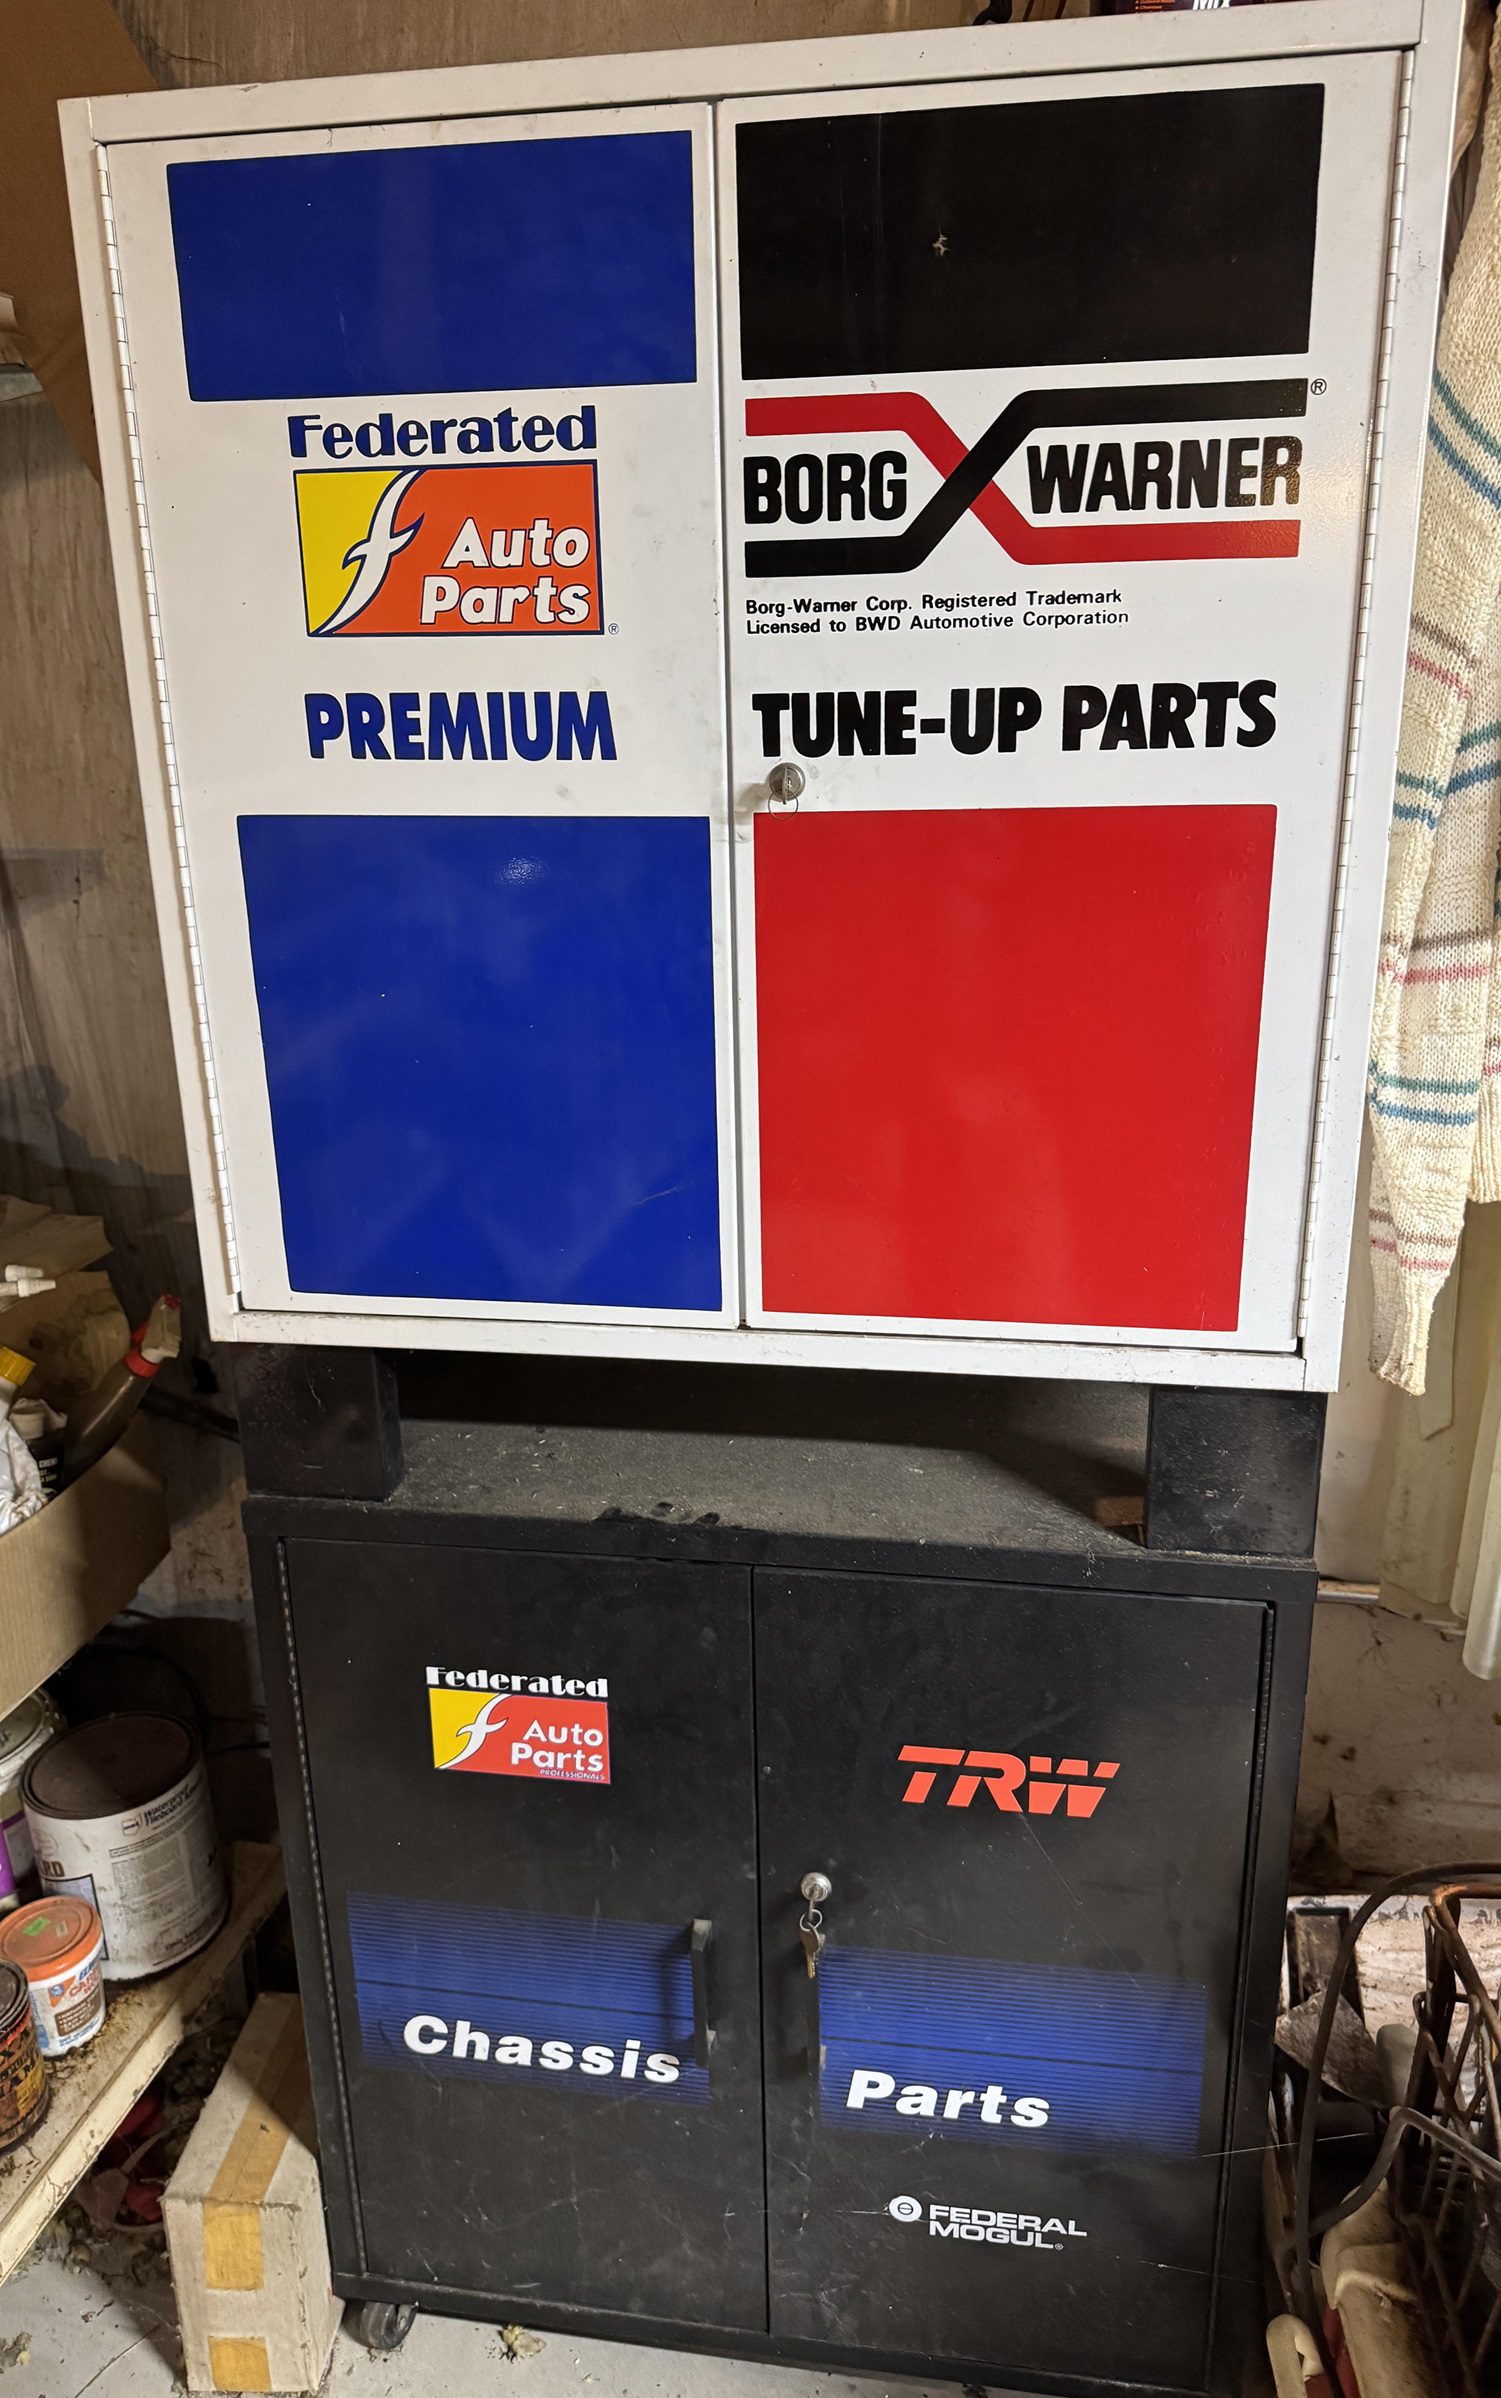 Federated
Auto
Parts
®
PREMIUM
®
BORG WARNER
Borg-Warner Corp. Registered Trademark
Licensed to BWD Automotive Corporation
TUNE-UP PARTS
Federated
Auto
Parts
PROFESSIONALS
TRW
Chassis
Parts
FEDERAL
MOGUL®
Waterproof